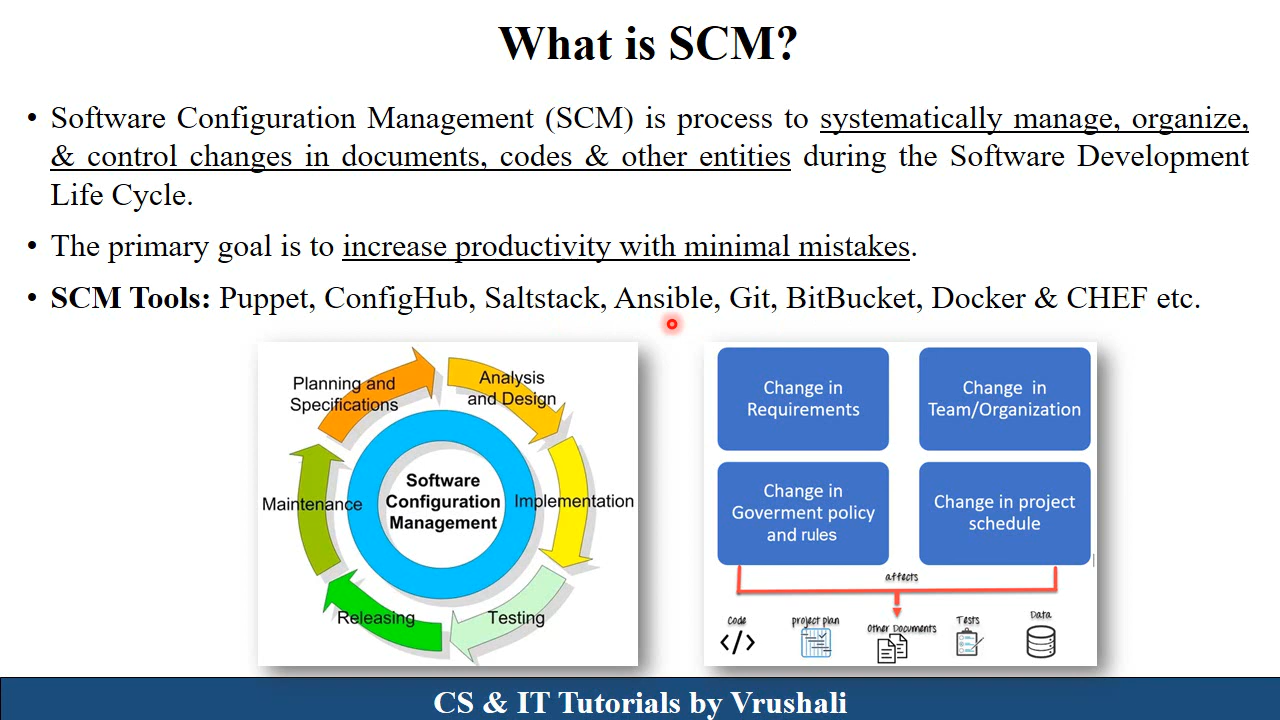 What is SCM?
• Software Configuration Management (SCM) is process to systematically manage, organize,
& control changes in documents, codes & other entities during the Software Development
Life Cycle.
• The primary goal is to increase productivity with minimal mistakes.
• SCM Tools: Puppet, ConfigHub, Saltstack, Ansible, Git, BitBucket, Docker & CHEF etc.
Planning and
Specifications
Analysis
and Design
Maintenance
Software
Configuration
Management
Implementation
Releasing
Testing
Change in
Requirements
Change in
Team/Organization
Change in
Goverment policy
and rules
Change in project
schedule
affects
Code
project plan
Other Documents
Tests
Data
CS & IT Tutorials by Vrushali